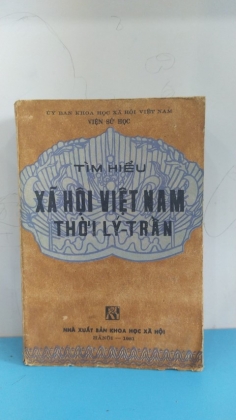 ỦY BAN KHOA HỌC XÃ HỘI VIỆT NAM
VIỆN SỬ HỌC
TÌM HIỂU
XÃ HỘI VIỆT NAM
THỜI LÝ-TRẦN
NHÀ XUẤT BẢN KHOA HỌC XÃ HỘI
HÀ NỘI - 1981